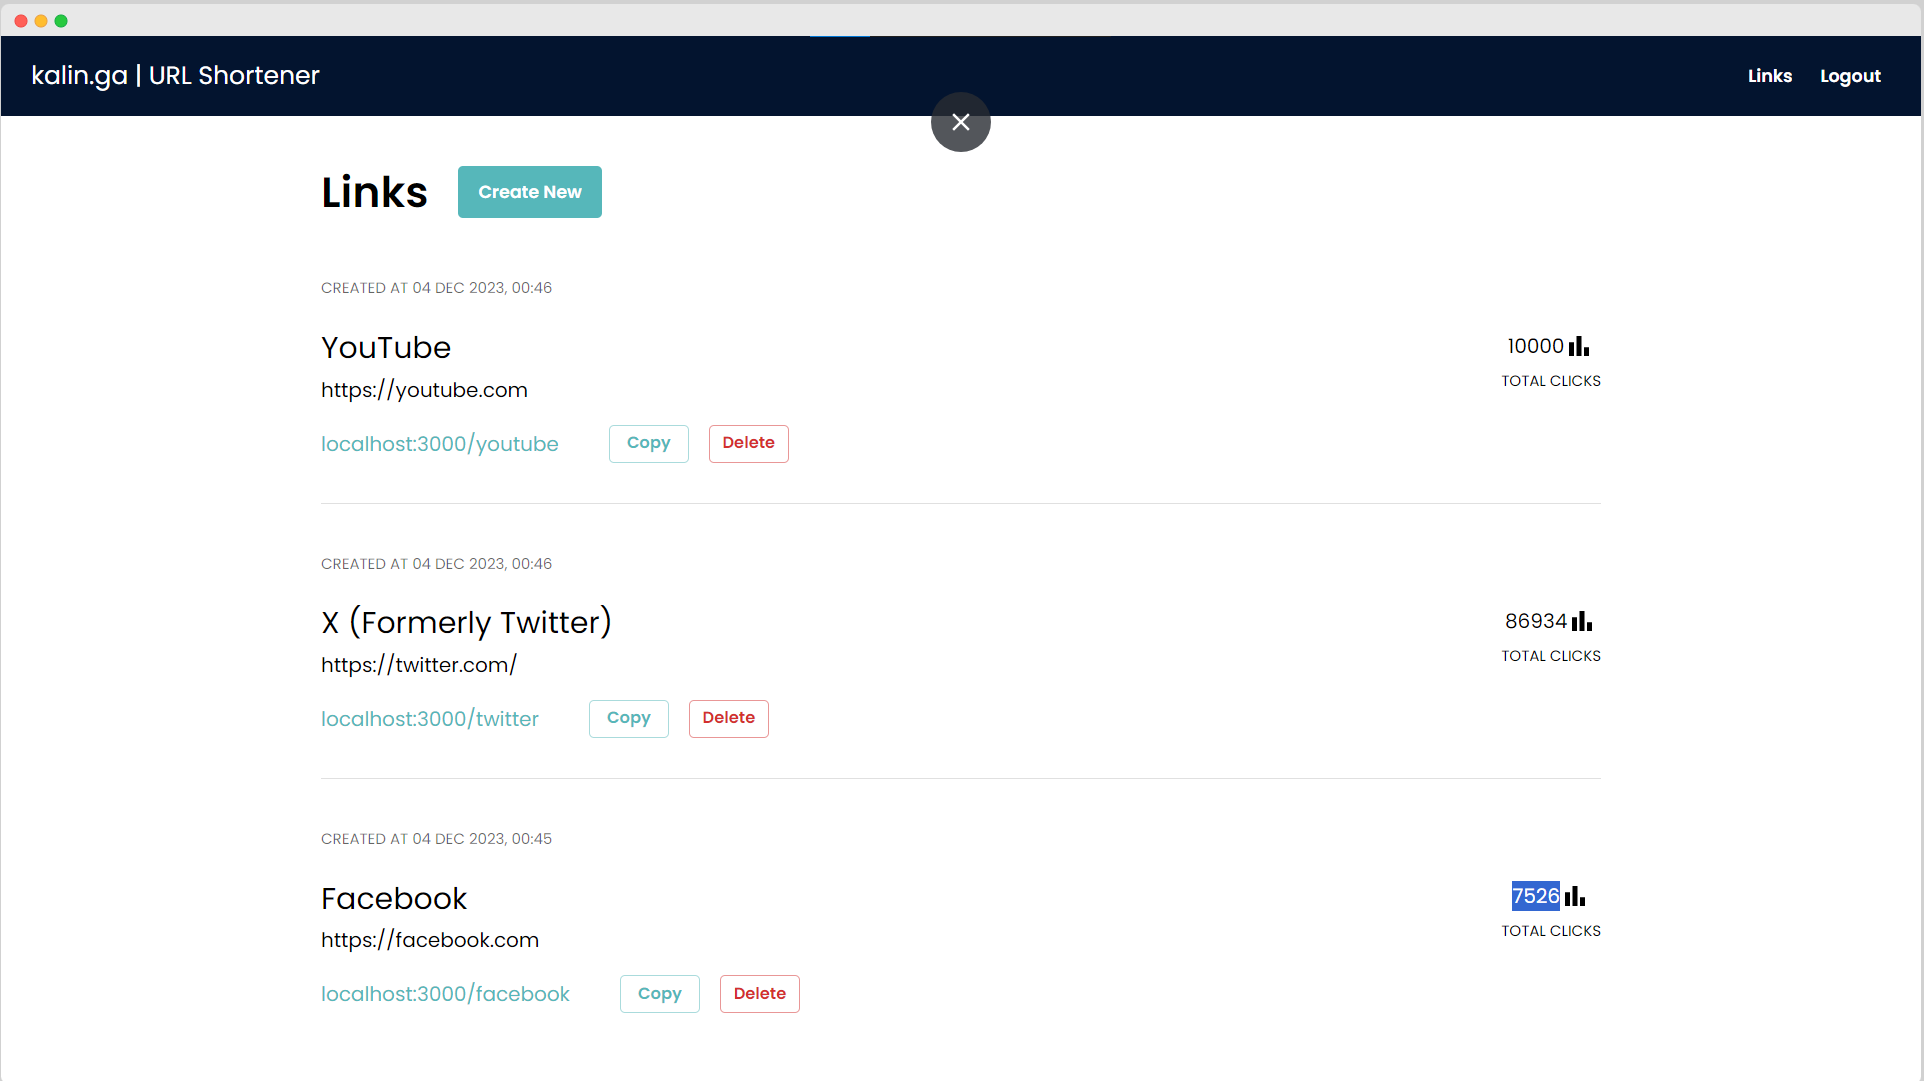 kalin.ga | URL Shortener
Links
Logout
Links
Create New
CREATED AT 04 DEC 2023, 00:46
YouTube
10000
https://youtube.com
TOTAL CLICKS
localhost:3000/youtube
Copy
Delete
CREATED AT 04 DEC 2023, 00:46
X (Formerly Twitter)
86934
https://twitter.com/
TOTAL CLICKS
localhost:3000/twitter
Copy
Delete
CREATED AT 04 DEC 2023, 00:45
Facebook
7526
https://facebook.com
TOTAL CLICKS
localhost:3000/facebook
Copy
Delete